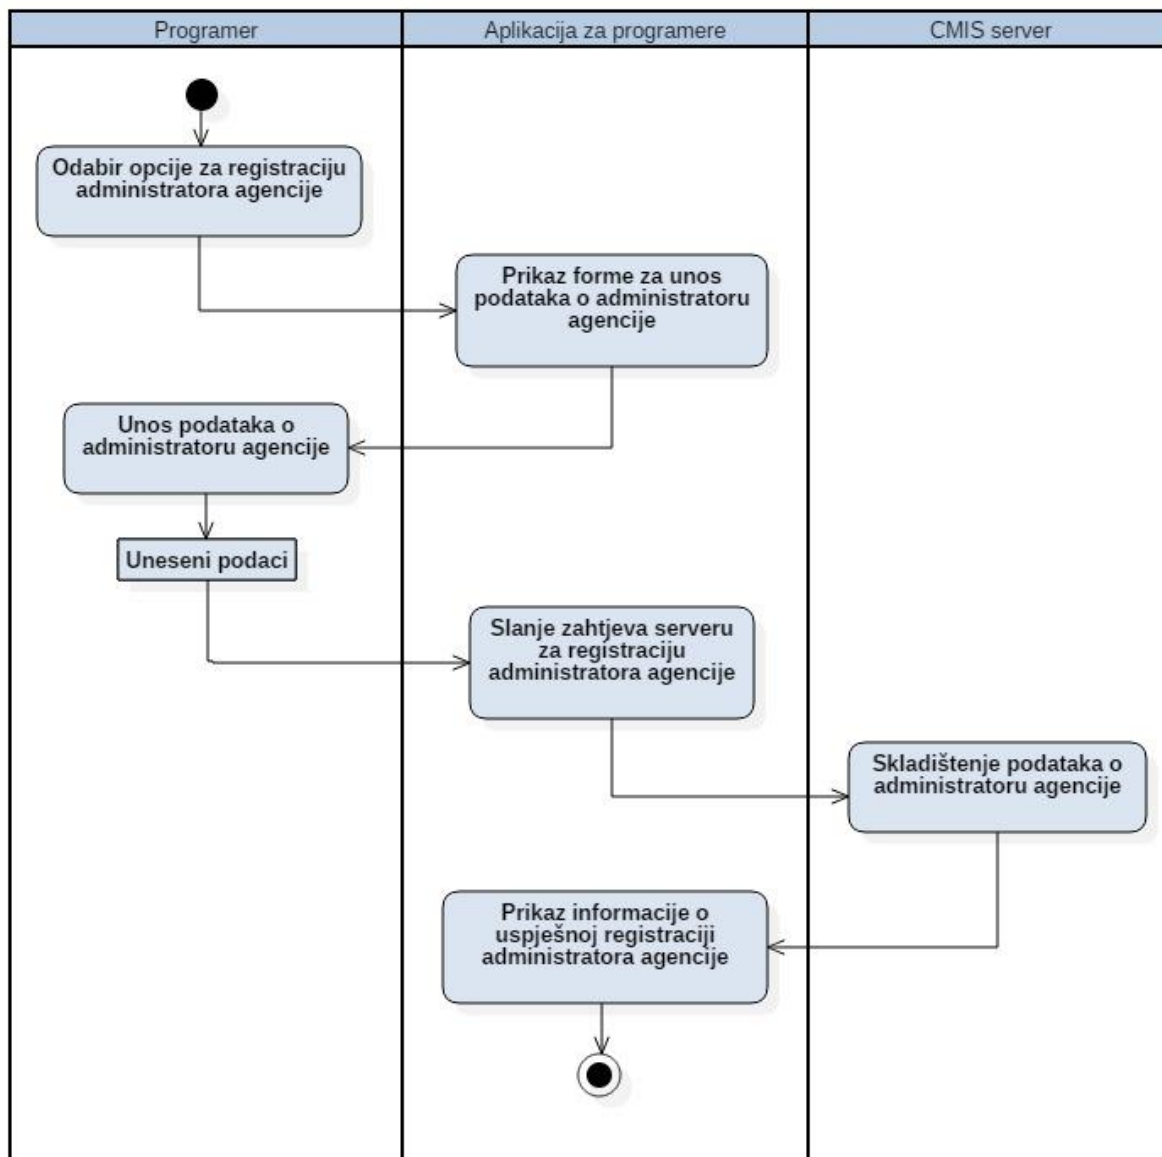 Programer
Aplikacija za programere
CMIS server
Odabir opcije za registraciju
administratora agencije
Prikaz forme za unos
podataka o administratoru
agencije
Unos podataka o
administratoru agencije
Uneseni podaci
Slanje zahtjeva serveru
za registraciju
administratora agencije
Skladištenje podataka o
administratoru agencije
Prikaz informacije o
uspješnoj registraciji
administratora agencije